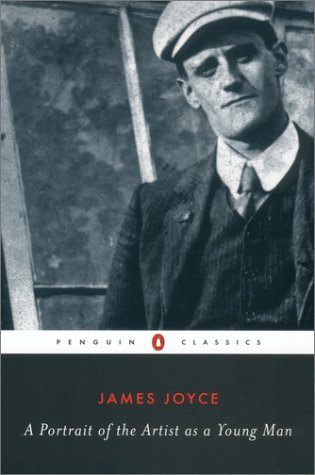 PENGUIN CLASSICS
JAMES JOYCE
A Portrait of the Artist as a Young Man